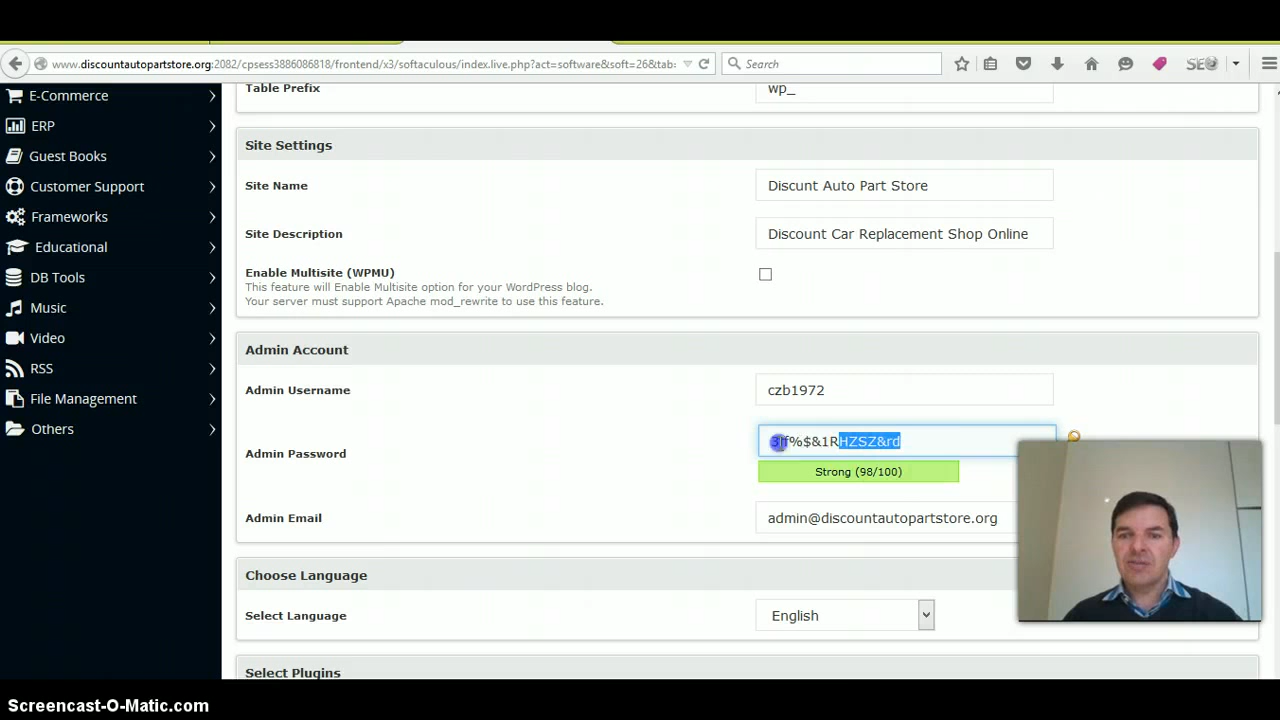 www.discountautopartstore.org:2082/cpsess3886086818/frontend/x3/softaculous/index.live.php?act=software&soft=26&tab=
Search
SEO
E-Commerce
ERP
Guest Books
Customer Support
Frameworks
Educational
DB Tools
Music
Video
RSS
File Management
Others
Table Prefix
wp_
Site Settings
Site Name
Discunt Auto Part Store
Site Description
Discount Car Replacement Shop Online
Enable Multisite (WPMU)
This feature will Enable Multisite option for your WordPress blog.
Your server must support Apache mod_rewrite to use this feature.
Admin Account
Admin Username
czb1972
Admin Password
Strong (98/100)
Admin Email
admin@discountautopartstore.org
Choose Language
Select Language
English
Select Plugins
Screencast-O-Matic.com